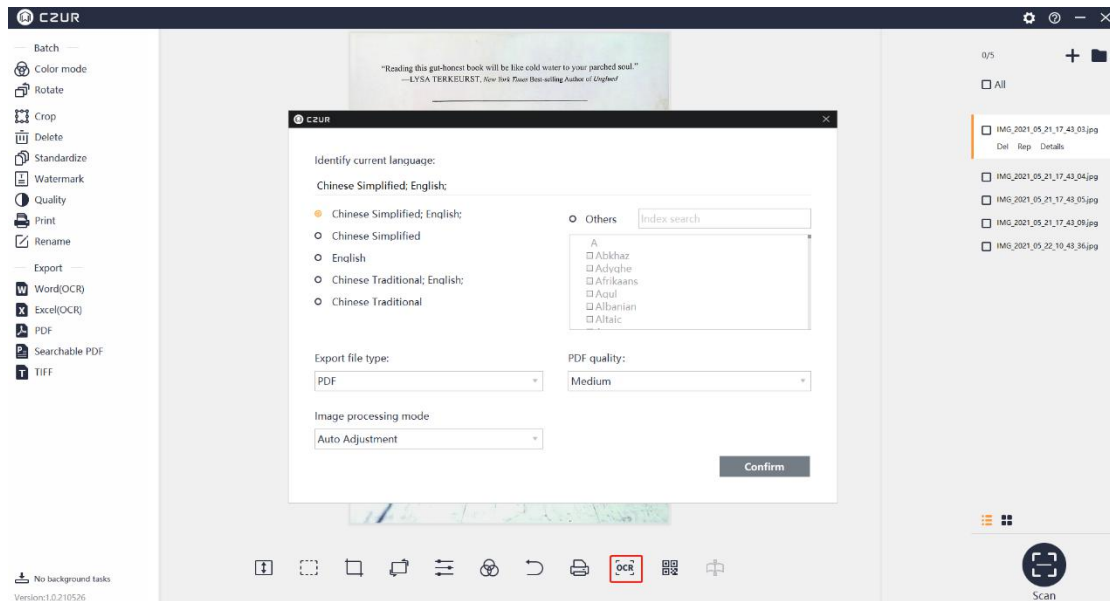 CZUR
Batch
Color mode
Rotate
Crop
Delete
Standardize
Watermark
Quality
Print
Rename
Export
Word(OCR)
Excel(OCR)
PDF
Searchable PDF
TIFF
No background tasks
Version:1.0.210526
“Reading this gut-honest book will be like cold water to your parched soul.”
—LYSA TERKEURST, New York Times Best-selling Author of Unglued
CZUR
Identify current language:
Chinese Simplified; English;
Chinese Simplified; English;
Chinese Simplified
English
Chinese Traditional; English;
Chinese Traditional
Others
Index search
A
Abkhaz
Adyghe
Afrikaans
Agul
Albanian
Altaic
Export file type:
PDF
PDF quality:
Medium
Image processing mode
Auto Adjustment
Confirm
OCR
0/5
All
IMG_2021_05_21_17_43_03.jpg
Del Rep Details
IMG_2021_05_21_17_43_04.jpg
IMG_2021_05_21_17_43_05.jpg
IMG_2021_05_21_17_43_09.jpg
IMG_2021_05_22_10_43_36.jpg
Scan